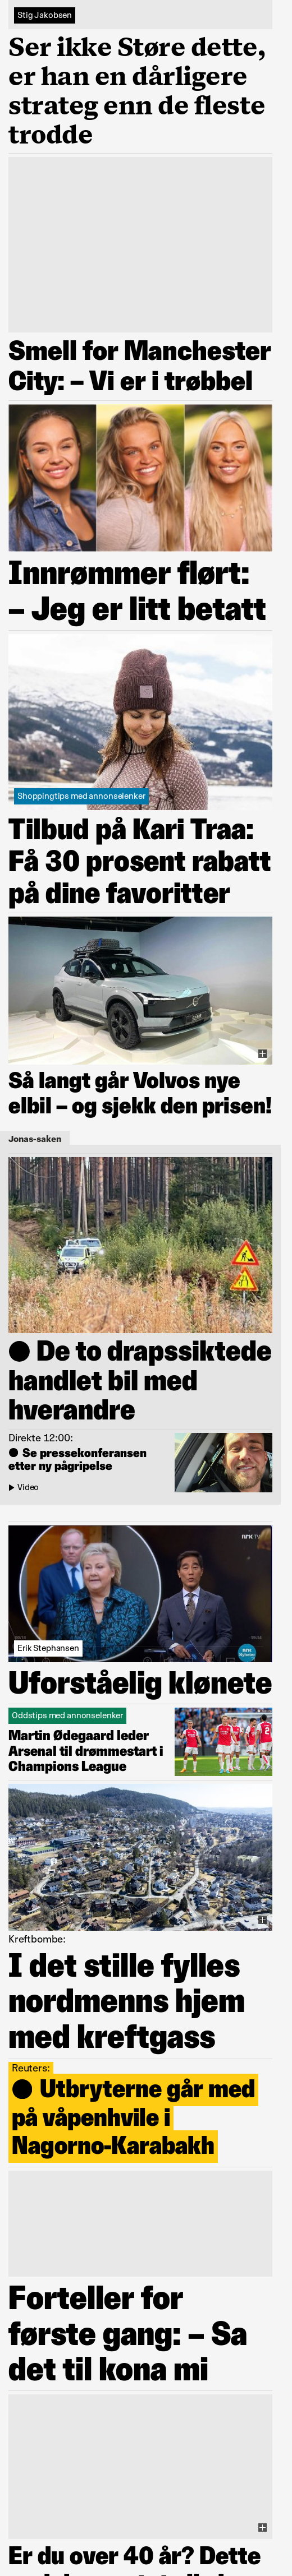 Stig Jakobsen
Ser ikke Støre dette,
er han en dårligere
strateg enn de fleste
trodde
Smell for Manchester
City: – Vi er i trøbbel
Innrømmer flørt:
– Jeg er litt betatt
Shoppingtips med annonselenker
Tilbud på Kari Traa:
Få 30 prosent rabatt
på dine favoritter
Så langt går Volvos nye
elbil – og sjekk den prisen!
Jonas-saken
De to drapssiktede
handlet bil med
hverandre
Direkte 12:00:
Se pressekonferansen
etter ny pågripelse
Video
NRK TV
Erik Stephansen
Uforståelig klønete
Oddstips med annonselenker
Martin Ødegaard leder
Arsenal til drømmestart i
Champions League
Kreftbombe:
I det stille fylles
nordmenns hjem
med kreftgass
Reuters:
Utbryterne går med
på våpenhvile i
Nagorno-Karabakh
Forteller for
første gang: – Sa
det til kona mi
Er du over 40 år? Dette